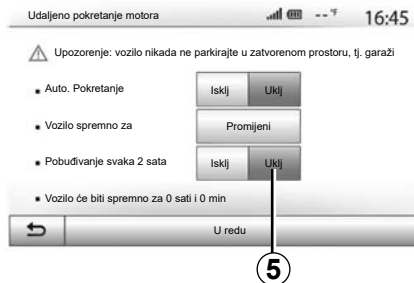 Udaljeno pokretanje motora -- °F 16:45
Upozorenje: vozilo nikada ne parkirajte u zatvorenom prostoru, tj. garaži
Auto. Pokretanje Isklj Uklj
Vozilo spremno za Promijeni
Pobuđivanje svaka 2 sata Isklj Uklj
Vozilo će biti spremno za 0 sati i 0 min
U redu
5